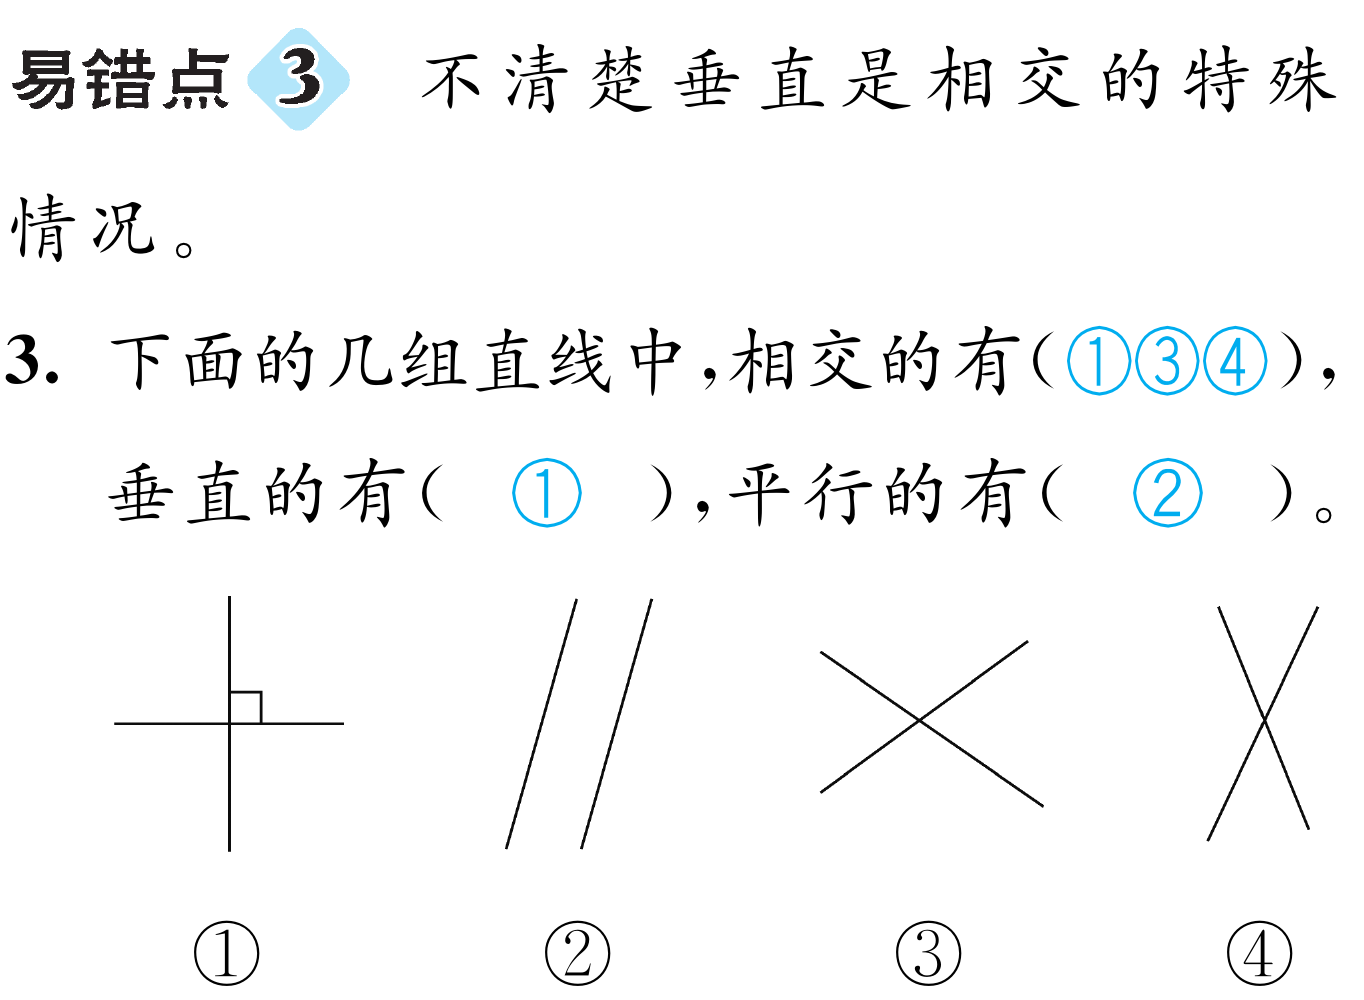 易错点3 不清楚垂直是相交的特殊
情况。
3. 下面的几组直线中,相交的有(①③④),
垂直的有( ① ),平行的有( ② )。
① ② ③ ④